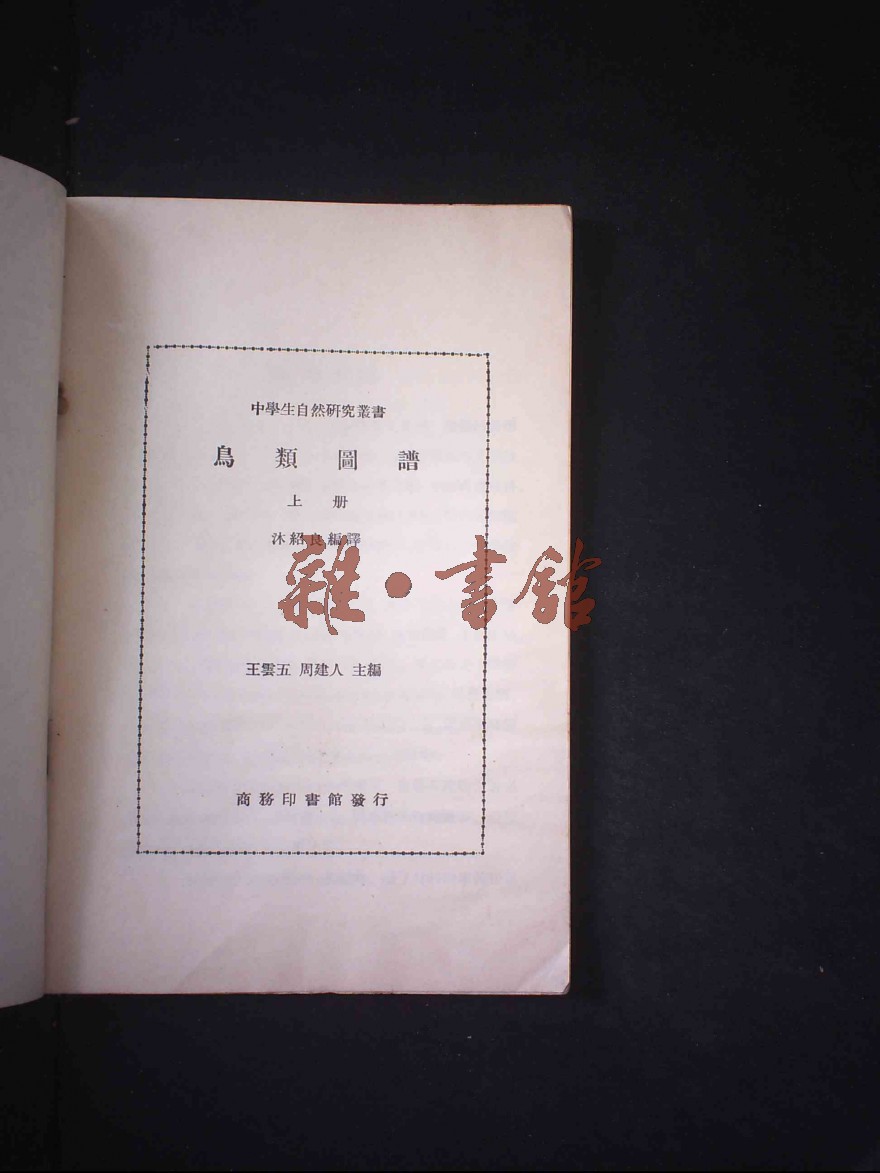 中學生自然研究叢書
鳥類圖譜
上册
沐紹良編譯
雜·書館
王雲五 周建人 主編
商務印書館發行